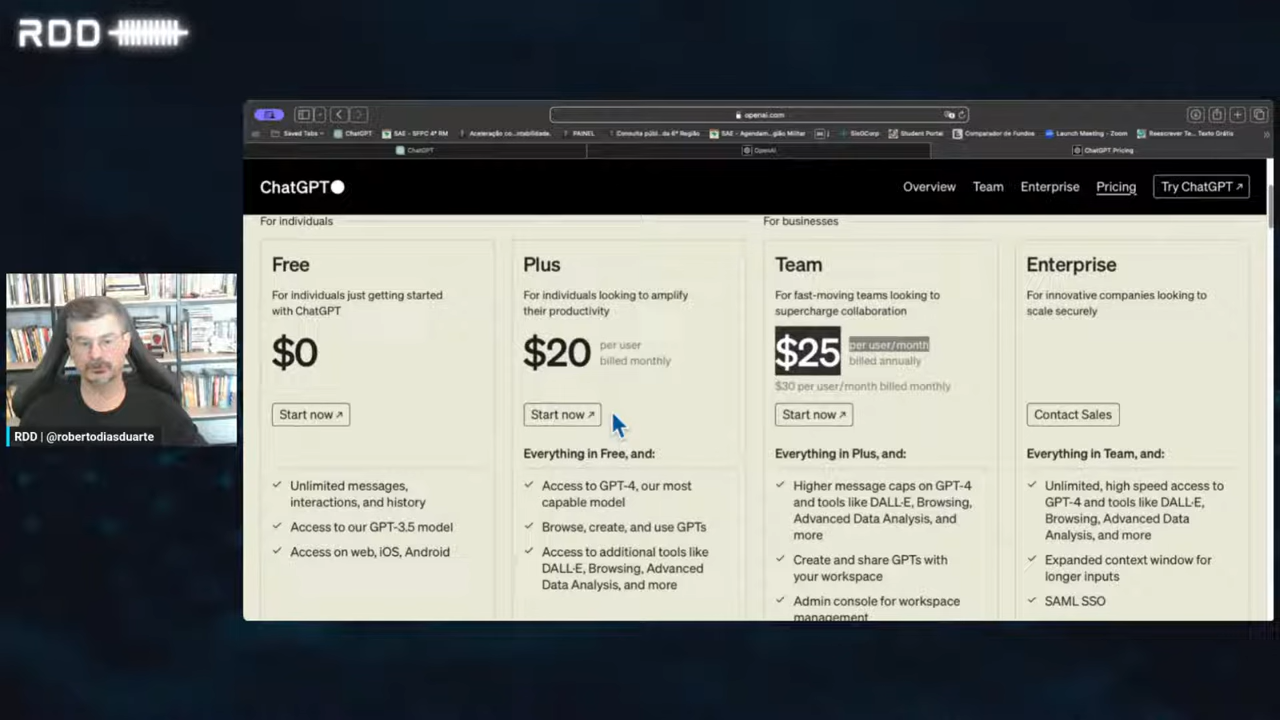 RDD
openai.com
Saved Tabs
ChatGPT
SAE - SFPC 4ª RM
PAINEL
SisGCorp
Student Portal
Comparador de Fundos
Launch Meeting - Zoom
ChatGPT
OpenAI
ChatGPT Pricing
ChatGPT
Overview
Team
Enterprise
Pricing
Try ChatGPT ↗
For individuals
For businesses
Free
For individuals just getting started
with ChatGPT
$0
Start now ↗
Unlimited messages,
interactions, and history
Access to our GPT-3.5 model
Access on web, iOS, Android
Plus
For individuals looking to amplify
their productivity
$20
per user
billed monthly
Start now ↗
Everything in Free, and:
Access to GPT-4, our most
capable model
Browse, create, and use GPTs
Access to additional tools like
DALL·E, Browsing, Advanced
Data Analysis, and more
Team
For fast-moving teams looking to
supercharge collaboration
$25
per user/month
billed annually
$30 per user/month billed monthly
Start now ↗
Everything in Plus, and:
Higher message caps on GPT-4
and tools like DALL·E, Browsing,
Advanced Data Analysis, and
more
Create and share GPTs with
your workspace
Admin console for workspace
management
Enterprise
For innovative companies looking to
scale securely
Contact Sales
Everything in Team, and:
Unlimited, high speed access to
GPT-4 and tools like DALL·E,
Browsing, Advanced Data
Analysis, and more
Expanded context window for
longer inputs
SAML SSO
RDD | @robertodiasduarte